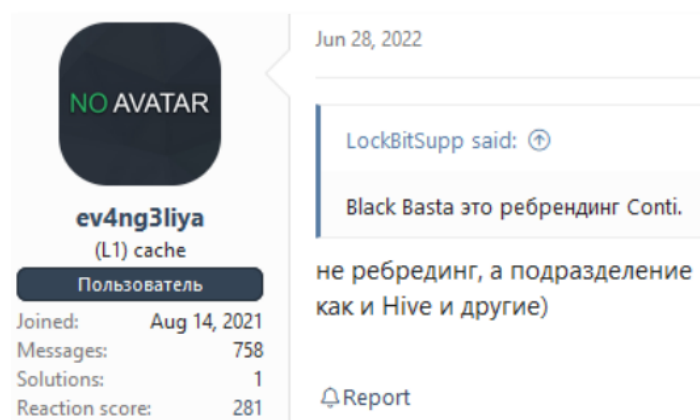 NO AVATAR
ev4ng3liya
(L1) cache
Пользователь
Joined: Aug 14, 2021
Messages: 758
Solutions: 1
Reaction score: 281
Jun 28, 2022
LockBitSupp said:
Black Basta это ребрендинг Conti.
не ребрединг, а подразделение
как и Hive и другие)
Report